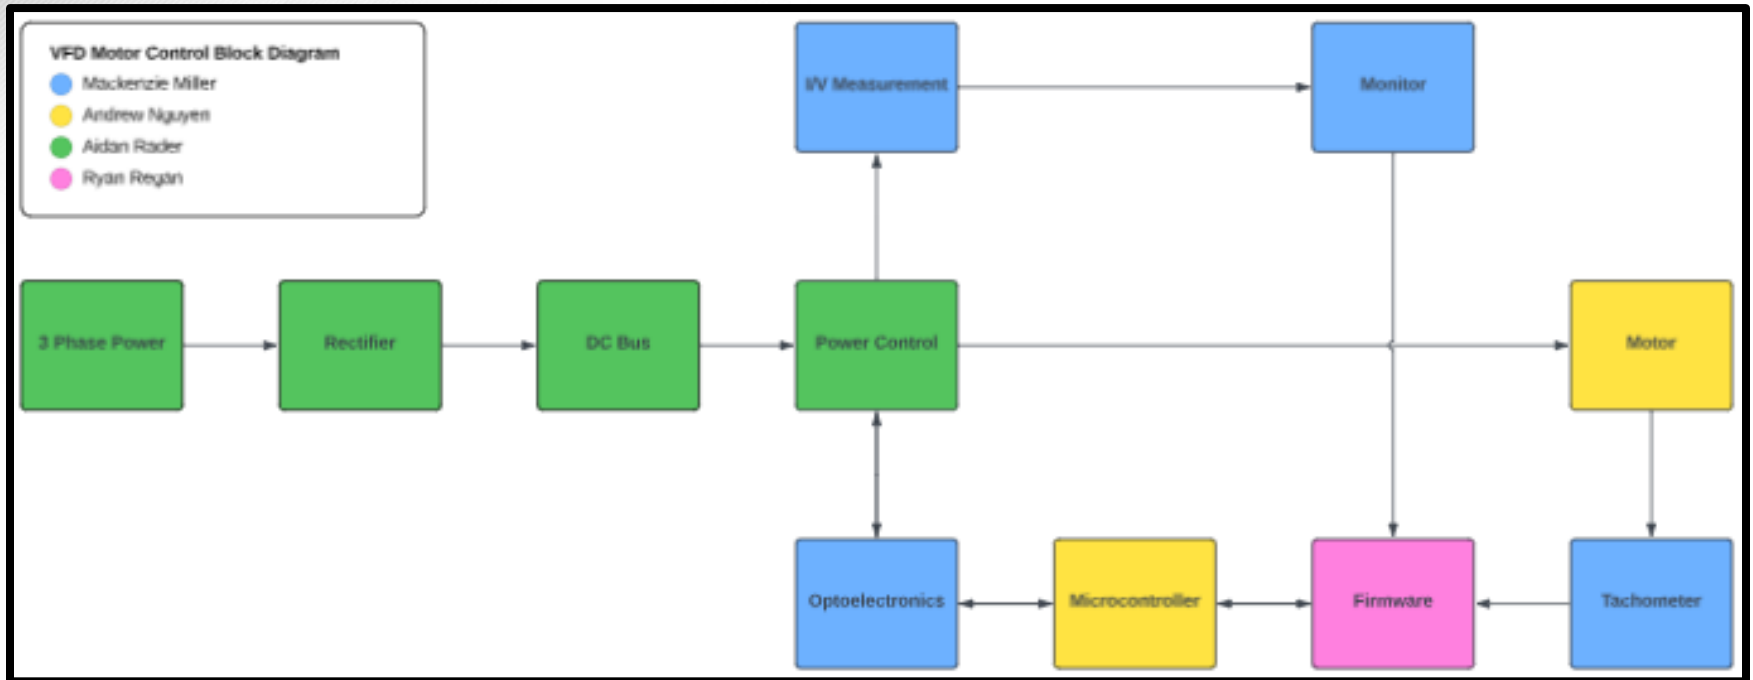 VFD Motor Control Block Diagram
Mackenzie Miller
Andrew Nguyen
Aidan Rader
Ryan Regan
I/V Measurement
Monitor
3 Phase Power
Rectifier
DC Bus
Power Control
Motor
Optoelectronics
Microcontroller
Firmware
Tachometer